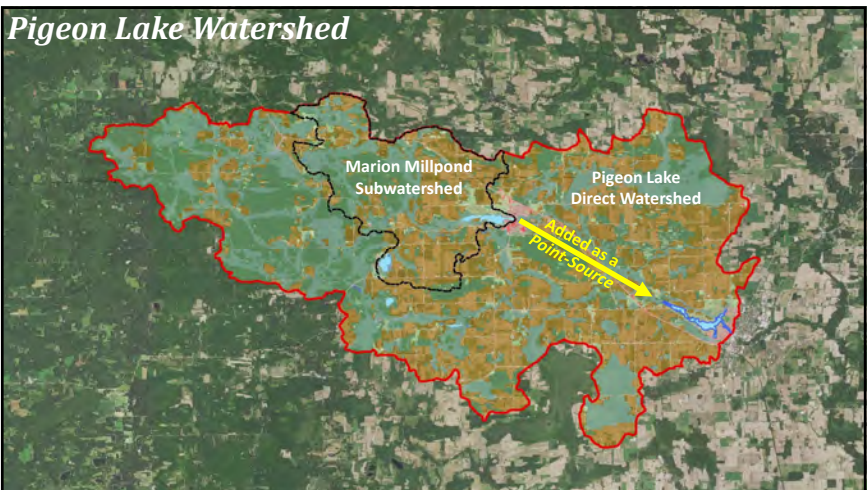 Pigeon Lake Watershed
Marion Millpond
Subwatershed
Pigeon Lake
Direct Watershed
Added as a
Point-Source